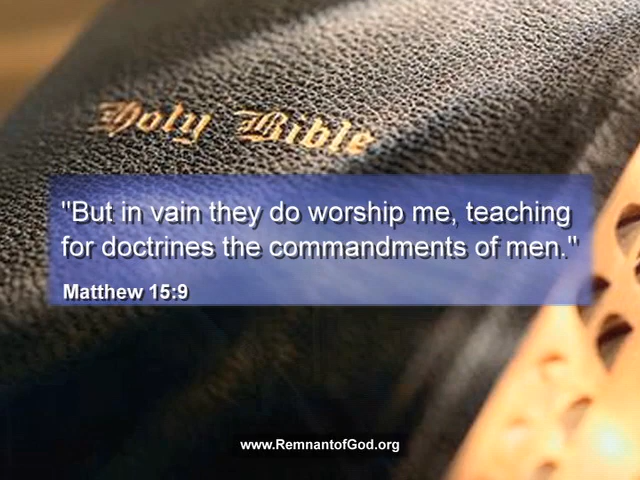 Holy Bible
"But in vain they do worship me, teaching
for doctrines the commandments of men."
Matthew 15:9
www.RemnantofGod.org